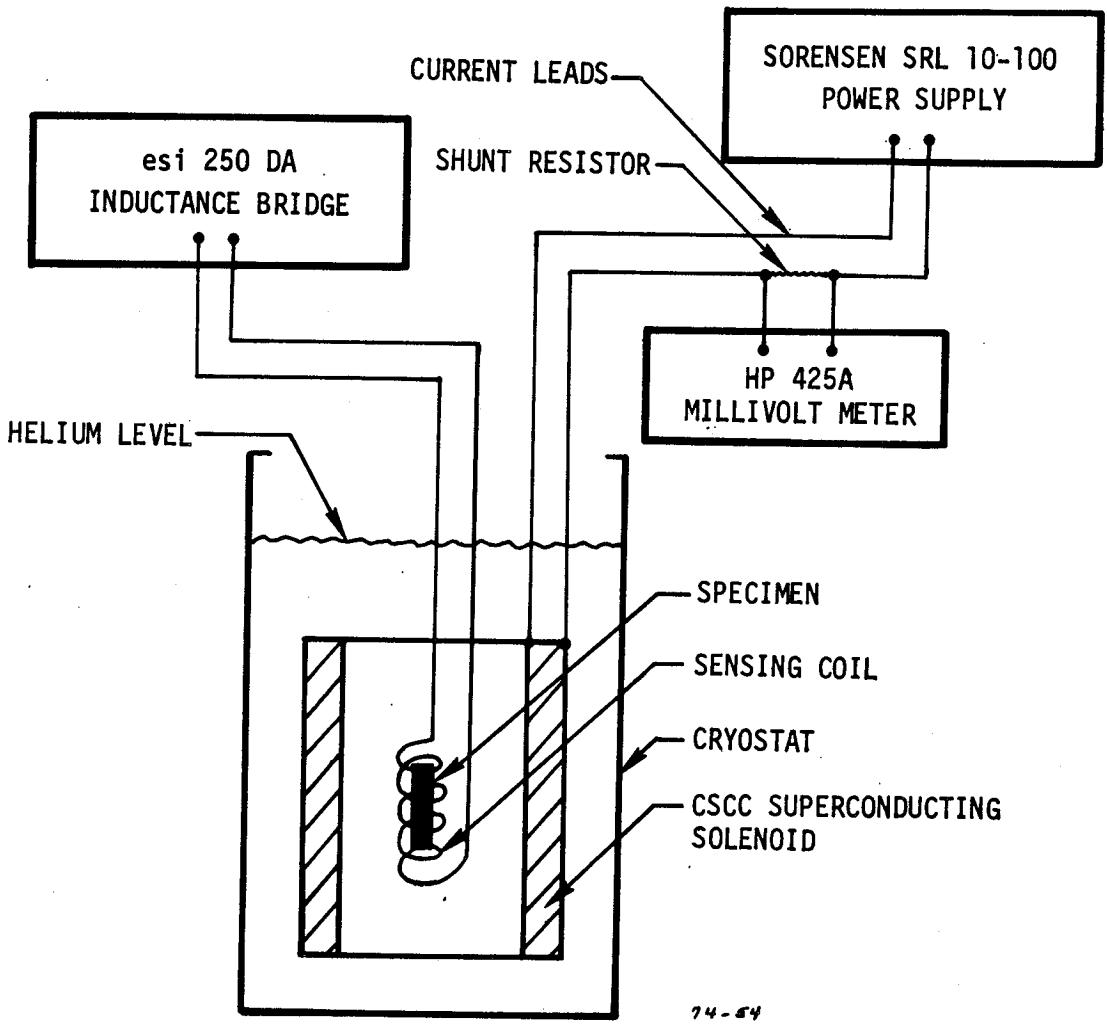 CURRENT LEADS
SORENSEN SRL 10-100
POWER SUPPLY
esi 250 DA
INDUCTANCE BRIDGE
SHUNT RESISTOR
HP 425A
MILLIVOLT METER
HELIUM LEVEL
SPECIMEN
SENSING COIL
CRYOSTAT
CSCC SUPERCONDUCTING
SOLENOID
74-54